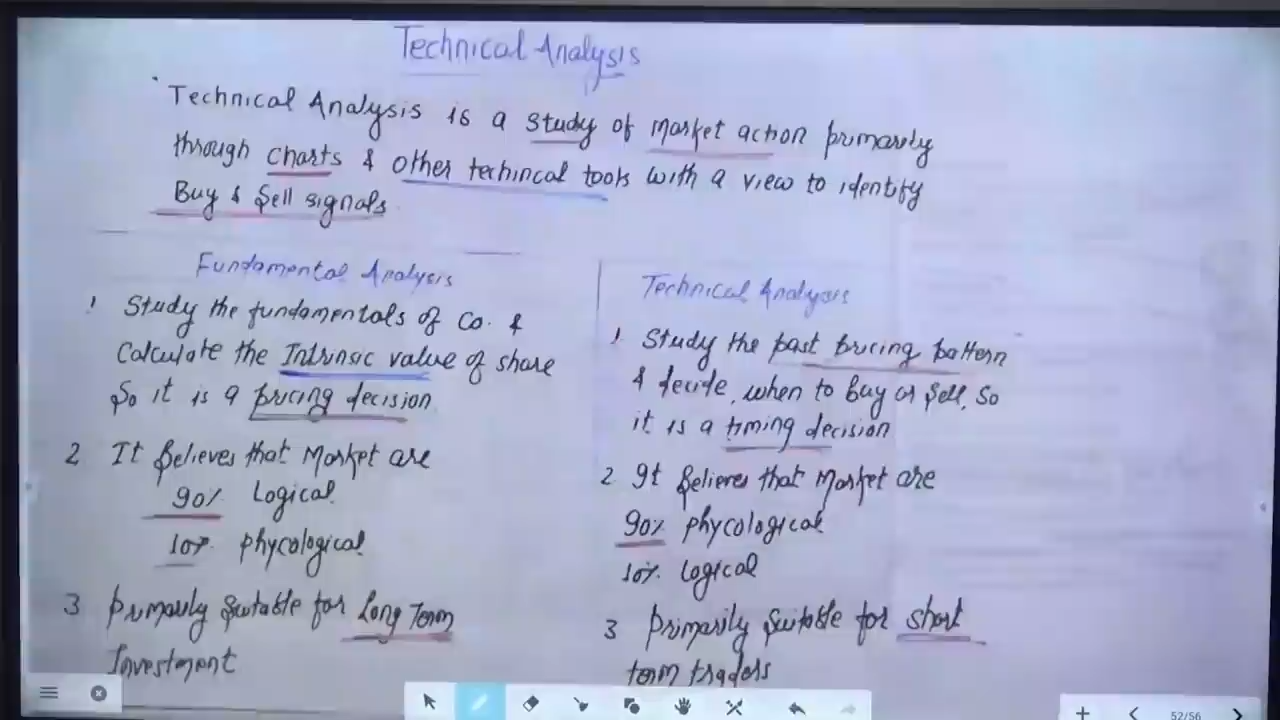 Technical Analysis
Technical Analysis is a study of Market action primarily
through charts & other techincal tools with a view to identify
Buy & Sell signals.
Fundamental Analysis
1 Study the fundamentals of Co. &
Calculate the Intrinsic value of share
So it is a pricing decision
2 It Believes that Market are
90% Logical
10% phycological
3 Primarily Suitable for Long Term
Investment
Technical Analysis
1 Study the past pricing pattern
& decide, when to buy or sell, So
it is a timing decision
2 It Believes that Market are
90% phycological
10% Logical
3 Primarily Suitable for short
term traders
52/56